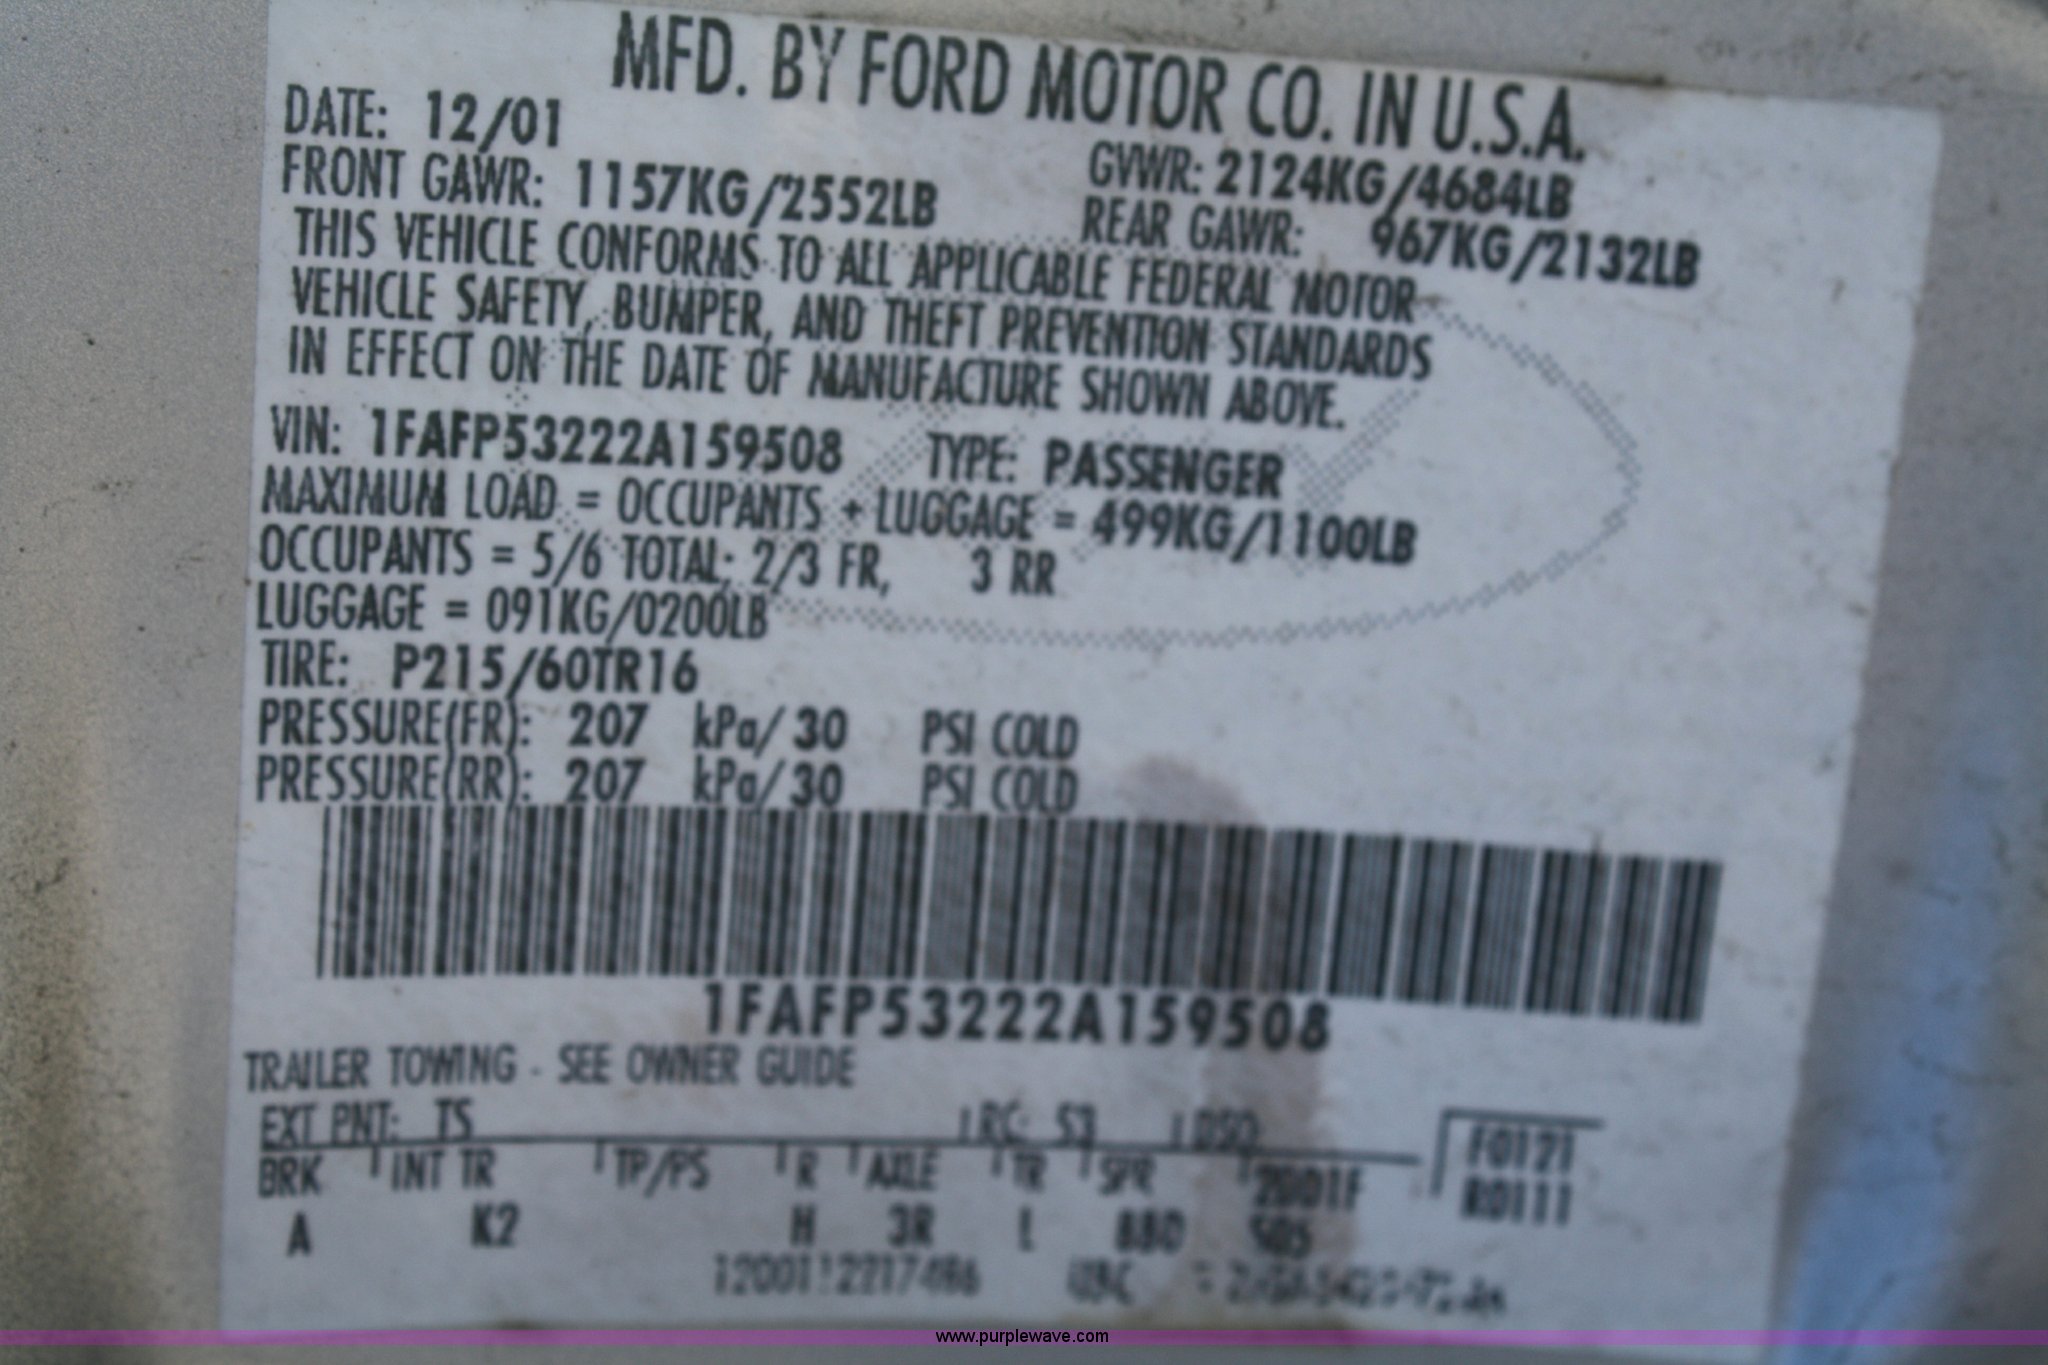 MFD. BY FORD MOTOR CO. IN U.S.A.
DATE: 12/01 GVWR: 2124KG/4684LB
FRONT GAWR: 1157KG/2552LB REAR GAWR: 967KG/2132LB
THIS VEHICLE CONFORMS TO ALL APPLICABLE FEDERAL MOTOR
VEHICLE SAFETY, BUMPER, AND THEFT PREVENTION STANDARDS
IN EFFECT ON THE DATE OF MANUFACTURE SHOWN ABOVE.
VIN: 1FAFP53222A159508 TYPE: PASSENGER
MAXIMUM LOAD = OCCUPANTS + LUGGAGE = 499KG/1100LB
OCCUPANTS = 5/6 TOTAL; 2/3 FR, 3 RR
LUGGAGE = 091KG/0200LB
TIRE: P215/60TR16
PRESSURE(FR): 207 kPa/ 30 PSI COLD
PRESSURE(RR): 207 kPa/ 30 PSI COLD
1FAFP53222A159508
TRAILER TOWING - SEE OWNER GUIDE
EXT PNT: TS RC: 53 DSO
F0121
BRK INT TR TP/PS R AXLE TR SPR
R0111
A K2 H 3R L BBDD
www.purplewave.com